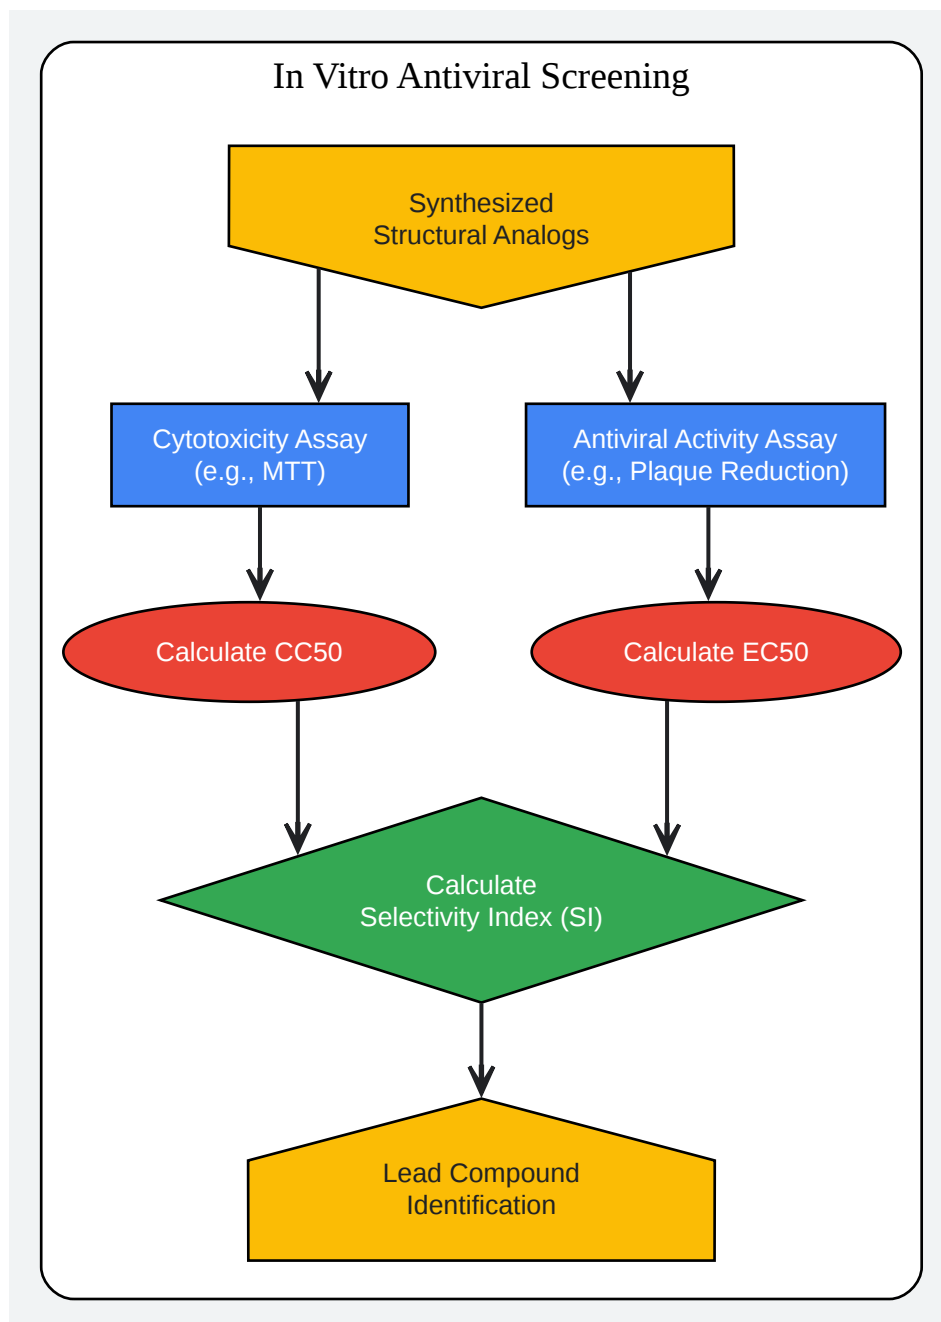 In Vitro Antiviral Screening
Synthesized
Structural Analogs
Cytotoxicity Assay
(e.g., MTT)
Antiviral Activity Assay
(e.g., Plaque Reduction)
Calculate CC50
Calculate EC50
Calculate
Selectivity Index (SI)
Lead Compound
Identification